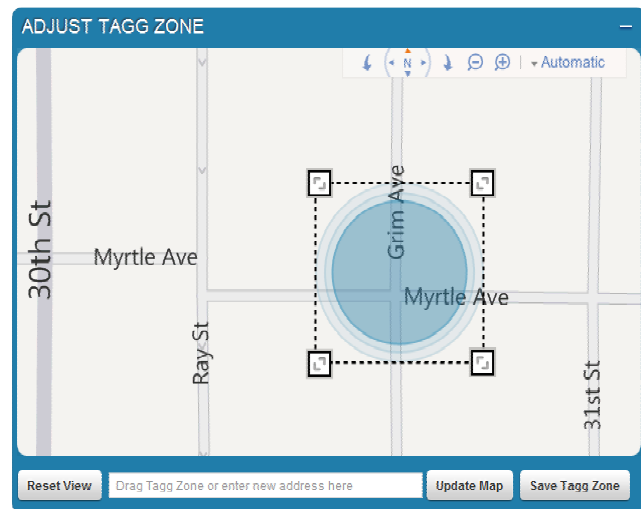 ADJUST TAGG ZONE
N
Automatic
Grim Ave
30th St
Myrtle Ave
Myrtle Ave
Ray St
31st St
Reset View
Drag Tagg Zone or enter new address here
Update Map
Save Tagg Zone